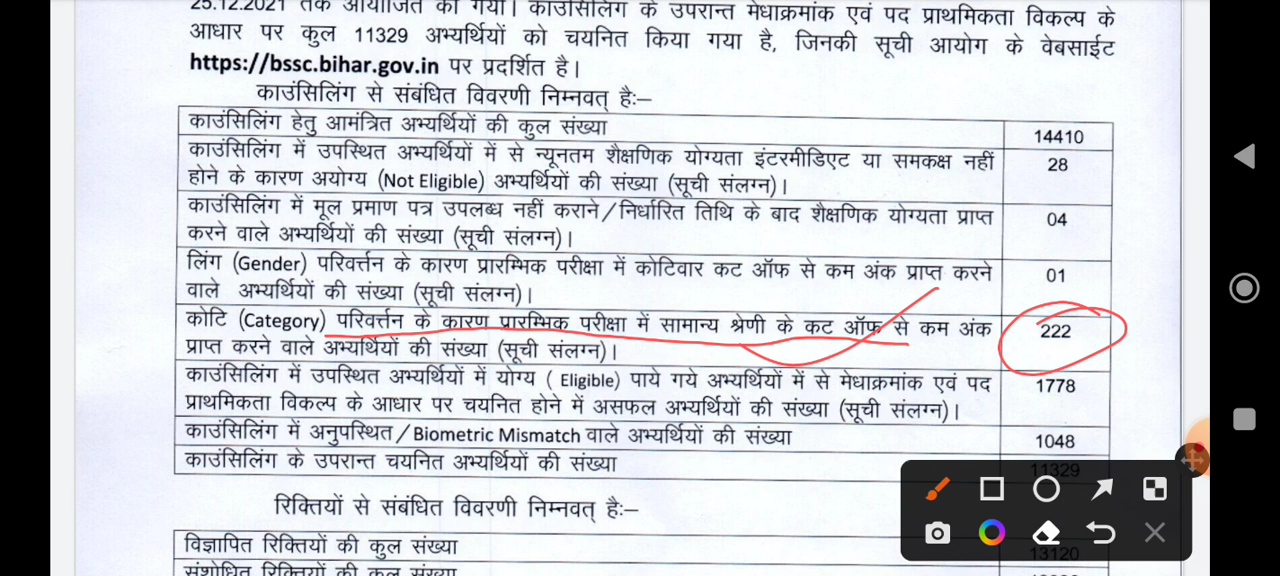 25.12.2021 तक आयोजित की गयी। काउंसिलिंग के उपरान्त मेधाक्रमांक एवं पद प्राथमिकता विकल्प के
आधार पर कुल 11329 अभ्यर्थियों को चयनित किया गया है, जिनकी सूची आयोग के वेबसाईट
https://bssc.bihar.gov.in पर प्रदर्शित है।
काउंसिलिंग से संबंधित विवरणी निम्नवत् है:–
काउंसिलिंग हेतु आमंत्रित अभ्यर्थियों की कुल संख्या 14410
काउंसिलिंग में उपस्थित अभ्यर्थियों में से न्यूनतम शैक्षणिक योग्यता इंटरमीडिएट या समकक्ष नहीं 28
होने के कारण अयोग्य (Not Eligible) अभ्यर्थियों की संख्या (सूची संलग्न)।
काउंसिलिंग में मूल प्रमाण पत्र उपलब्ध नहीं कराने/निर्धारित तिथि के बाद शैक्षणिक योग्यता प्राप्त 04
करने वाले अभ्यर्थियों की संख्या (सूची संलग्न)।
लिंग (Gender) परिवर्त्तन के कारण प्रारम्भिक परीक्षा में कोटिवार कट ऑफ से कम अंक प्राप्त करने 01
वाले अभ्यर्थियों की संख्या (सूची संलग्न)।
कोटि (Category) परिवर्त्तन के कारण प्रारम्भिक परीक्षा में सामान्य श्रेणी के कट ऑफ से कम अंक 222
प्राप्त करने वाले अभ्यर्थियों की संख्या (सूची संलग्न)।
काउंसिलिंग में उपस्थित अभ्यर्थियों में योग्य ( Eligible) पाये गये अभ्यर्थियों में से मेधाक्रमांक एवं पद 1778
प्राथमिकता विकल्प के आधार पर चयनित होने में असफल अभ्यर्थियों की संख्या (सूची संलग्न)।
काउंसिलिंग में अनुपस्थित/Biometric Mismatch वाले अभ्यर्थियों की संख्या 1048
काउंसिलिंग के उपरान्त चयनित अभ्यर्थियों की संख्या 11329
रिक्तियों से संबंधित विवरणी निम्नवत् है:–
विज्ञापित रिक्तियों की कुल संख्या 13120
संशोधित रिक्तियों की कुल संख्या